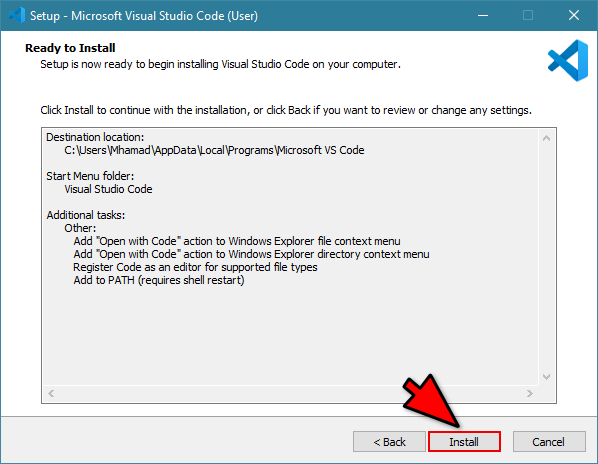 Setup - Microsoft Visual Studio Code (User)
Ready to Install
Setup is now ready to begin installing Visual Studio Code on your computer.
Click Install to continue with the installation, or click Back if you want to review or change any settings.
Destination location:
C:\Users\Mhamad\AppData\Local\Programs\Microsoft VS Code
Start Menu folder:
Visual Studio Code
Additional tasks:
Other:
Add "Open with Code" action to Windows Explorer file context menu
Add "Open with Code" action to Windows Explorer directory context menu
Register Code as an editor for supported file types
Add to PATH (requires shell restart)
< Back Install Cancel